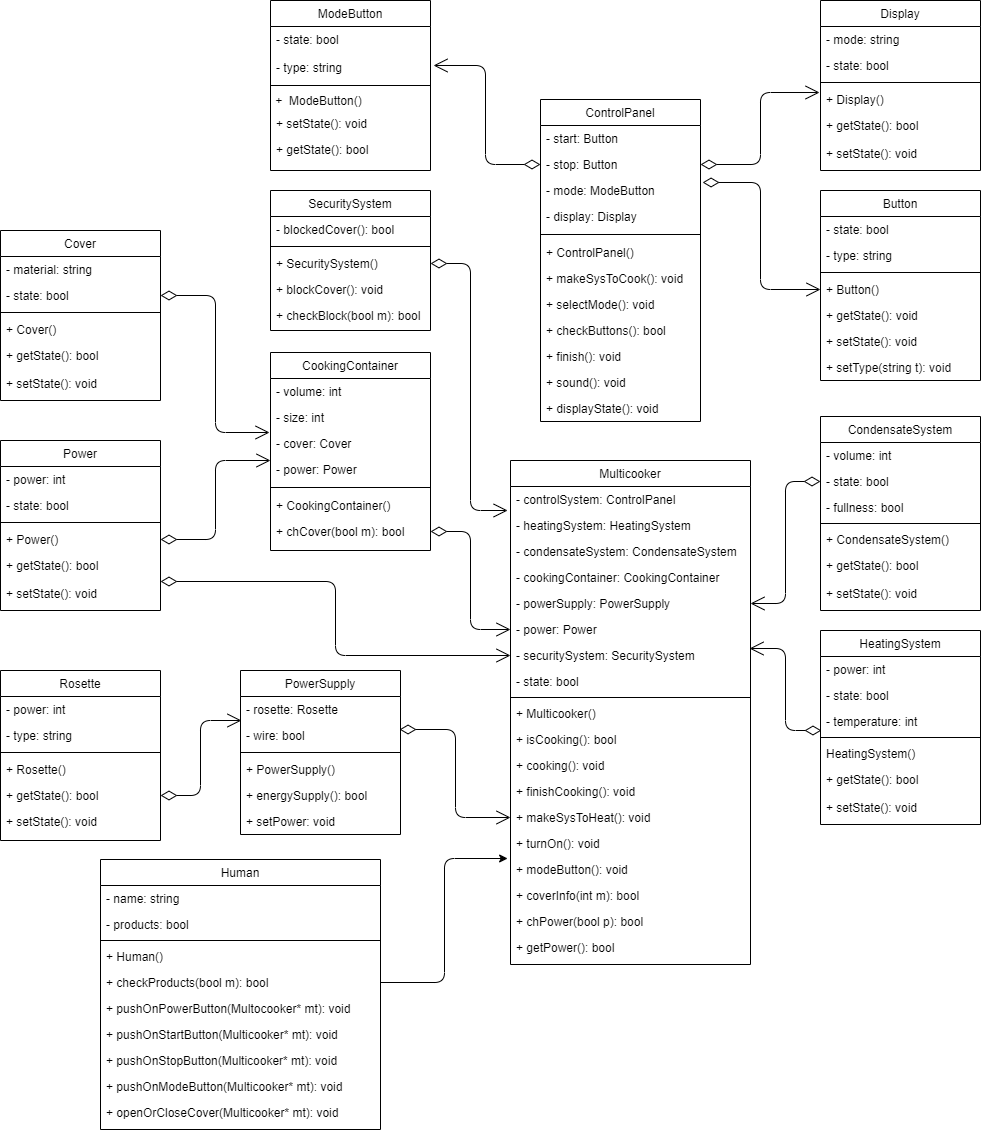 ModeButton
- state: bool
- type: string
+  ModeButton()
+ setState(): void
+ getState(): bool
Display
- mode: string
- state: bool
+ Display()
+ getState(): bool
+ setState(): void
ControlPanel
- start: Button
- stop: Button
- mode: ModeButton
- display: Display
+ ControlPanel()
+ makeSysToCook(): void
+ selectMode(): void
+ checkButtons(): bool
+ finish(): void
+ sound(): void
+ displayState(): void
SecuritySystem
- blockedCover(): bool
+ SecuritySystem()
+ blockCover(): void
+ checkBlock(bool m): bool
Button
- state: bool
- type: string
+ Button()
+ getState(): void
+ setState(): void
+ setType(string t): void
Cover
- material: string
- state: bool
+ Cover()
+ getState(): bool
+ setState(): void
CookingContainer
- volume: int
- size: int
- cover: Cover
- power: Power
+ CookingContainer()
+ chCover(bool m): bool
Power
- power: int
- state: bool
+ Power()
+ getState(): bool
+ setState(): void
Multicooker
- controlSystem: ControlPanel
- heatingSystem: HeatingSystem
- condensateSystem: CondensateSystem
- cookingContainer: CookingContainer
- powerSupply: PowerSupply
- power: Power
- securitySystem: SecuritySystem
- state: bool
+ Multicooker()
+ isCooking(): bool
+ cooking(): void
+ finishCooking(): void
+ makeSysToHeat(): void
+ turnOn(): void
+ modeButton(): void
+ coverInfo(int m): bool
+ chPower(bool p): bool
+ getPower(): bool
CondensateSystem
- volume: int
- state: bool
- fullness: bool
+ CondensateSystem()
+ getState(): bool
+ setState(): void
HeatingSystem
- power: int
- state: bool
- temperature: int
HeatingSystem()
+ getState(): bool
+ setState(): void
Rosette
- power: int
- type: string
+ Rosette()
+ getState(): bool
+ setState(): void
PowerSupply
- rosette: Rosette
- wire: bool
+ PowerSupply()
+ energySupply(): bool
+ setPower: void
Human
- name: string
- products: bool
+ Human()
+ checkProducts(bool m): bool
+ pushOnPowerButton(Multocooker* mt): void
+ pushOnStartButton(Multicooker* mt): void
+ pushOnStopButton(Multicooker* mt): void
+ pushOnModeButton(Multicooker* mt): void
+ openOrCloseCover(Multicooker* mt): void